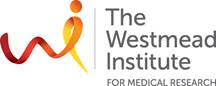 The
Westmead
Institute
FOR MEDICAL RESEARCH